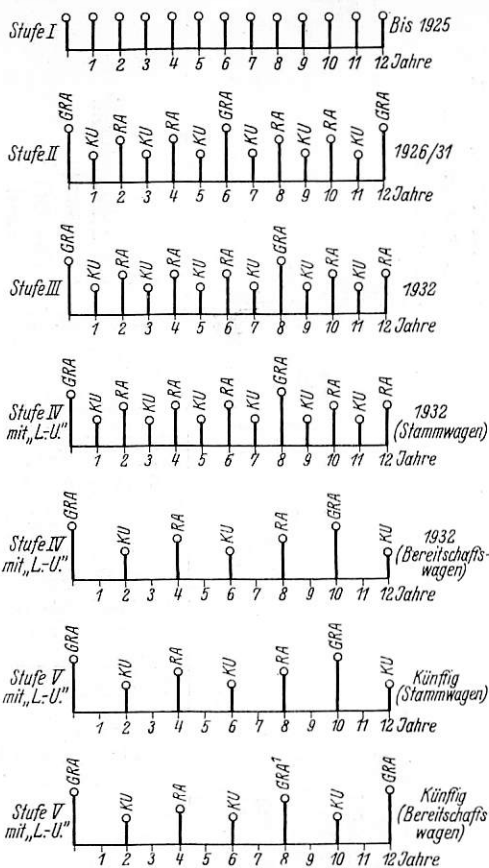 Stufe I
Bis 1925
1 2 3 4 5 6 7 8 9 10 11 12 Jahre
GRA KU RA KU RA KU GRA KU RA KU RA KU GRA
Stufe II
1926/31
1 2 3 4 5 6 7 8 9 10 11 12 Jahre
GRA KU RA KU RA KU RA KU GRA KU RA KU RA
Stufe III
1932
1 2 3 4 5 6 7 8 9 10 11 12 Jahre
GRA KU RA KU RA KU RA KU GRA KU RA KU RA
Stufe IV
mit „L.-U."
1932
(Stammwagen)
1 2 3 4 5 6 7 8 9 10 11 12 Jahre
GRA KU RA KU RA GRA KU
Stufe IV
mit „L.-U."
1932
(Bereitschafts-
wagen)
1 2 3 4 5 6 7 8 9 10 11 12 Jahre
GRA KU RA KU RA GRA KU
Stufe V
mit „L.-U."
Künftig
(Stammwagen)
1 2 3 4 5 6 7 8 9 10 11 12 Jahre
GRA KU RA KU GRA¹ KU GRA
Stufe V
mit „L.-U."
Künftig
(Bereitschafts
wagen)
1 2 3 4 5 6 7 8 9 10 11 12 Jahre